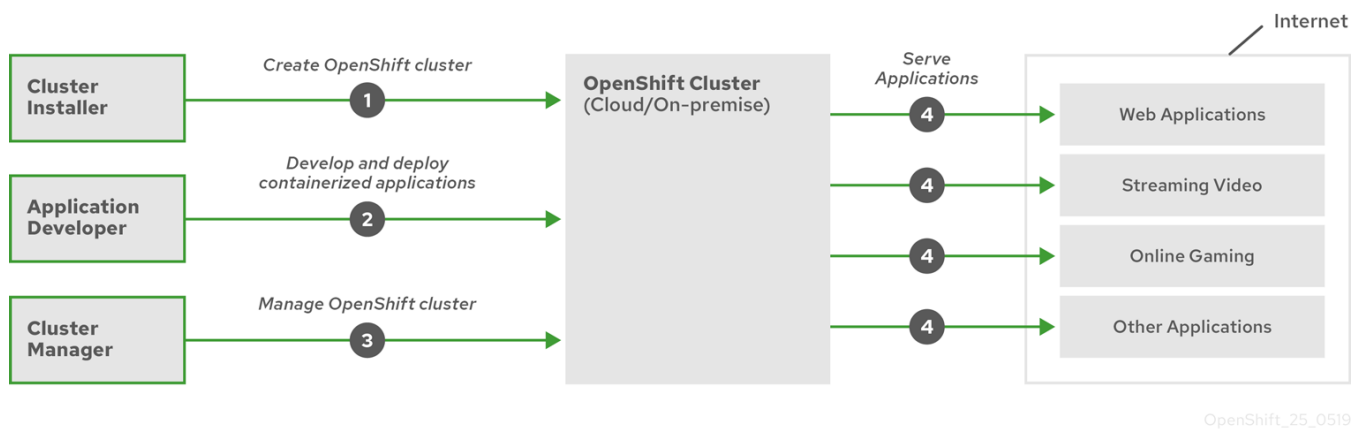 Internet
Cluster
Installer
Create OpenShift cluster
1
Application
Developer
Develop and deploy
containerized applications
2
Cluster
Manager
Manage OpenShift cluster
3
OpenShift Cluster
(Cloud/On-premise)
Serve
Applications
4
Web Applications
4
Streaming Video
4
Online Gaming
4
Other Applications
OpenShift_25_0519